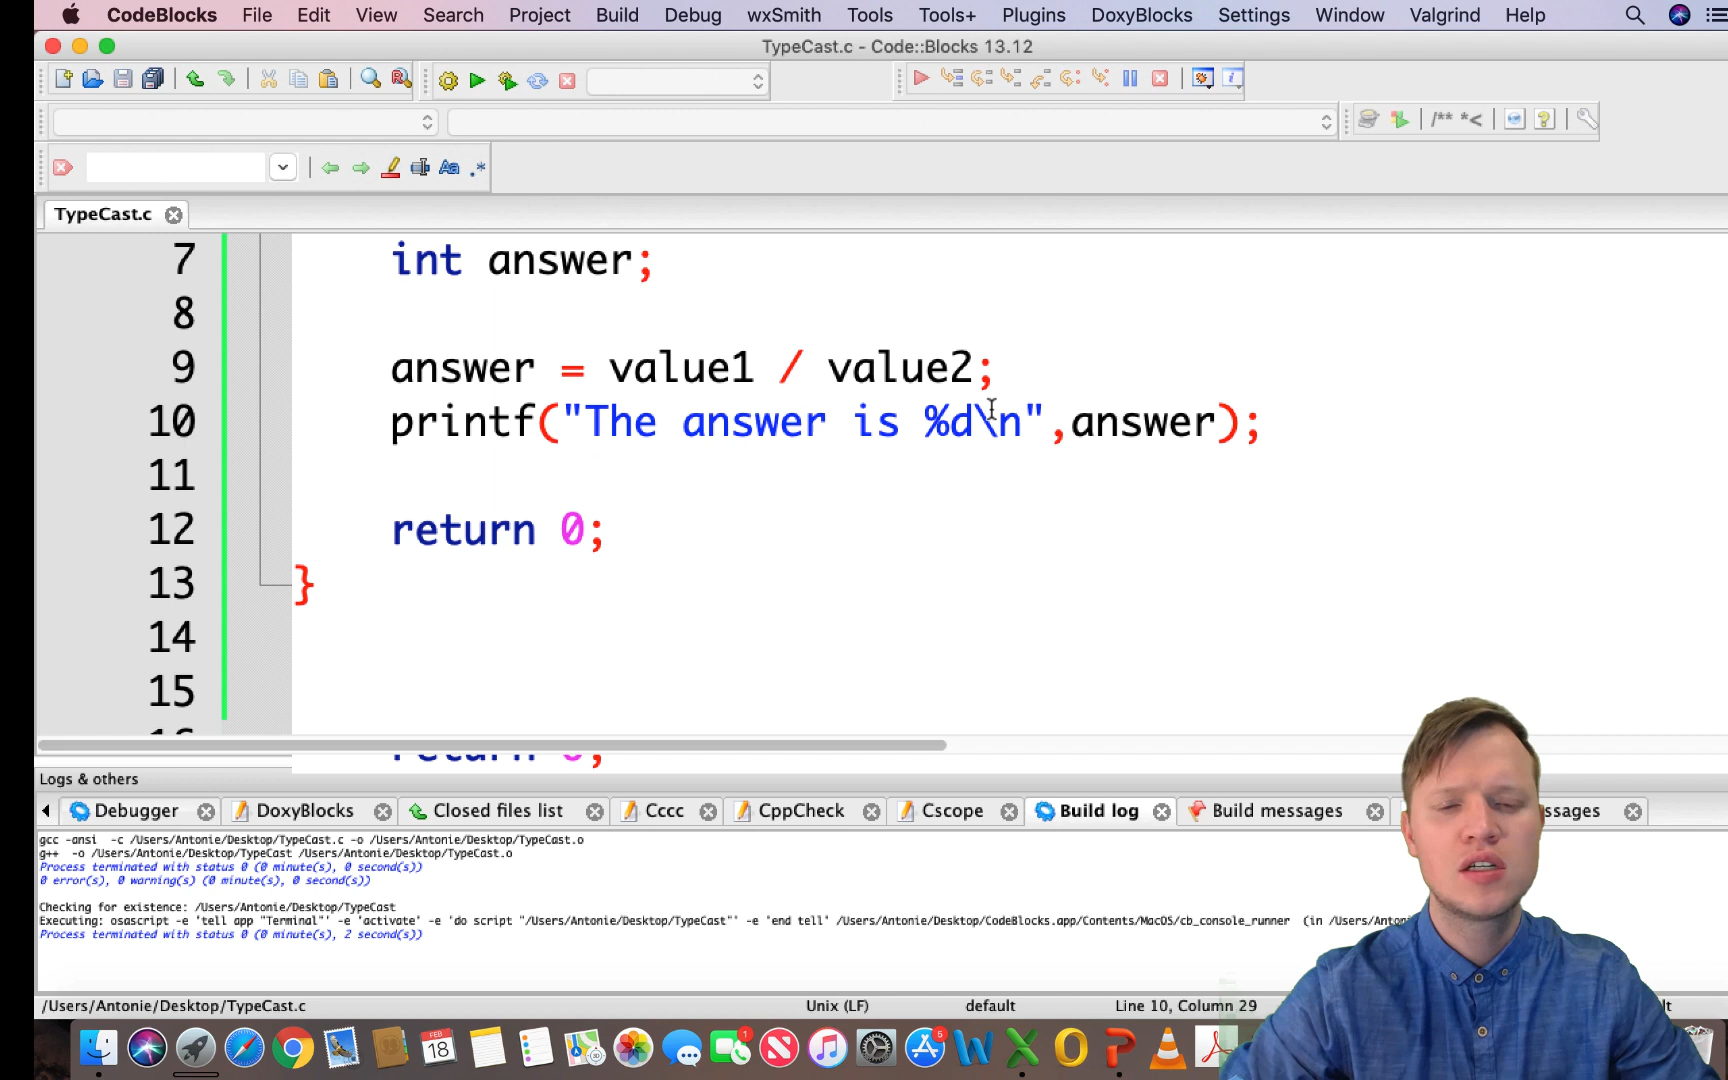 CodeBlocks File Edit View Search Project Build Debug wxSmith Tools Tools+ Plugins DoxyBlocks Settings Window Valgrind Help
TypeCast.c - Code::Blocks 13.12
/** *<
Aa .*
TypeCast.c
7 int answer;
8
9 answer = value1 / value2;
10 printf("The answer is %d\n",answer);
11
12 return 0;
13 }
14
15
Logs & others
Debugger DoxyBlocks Closed files list Cccc CppCheck Cscope Build log Build messages ssages
gcc -ansi -c /Users/Antonie/Desktop/TypeCast.c -o /Users/Antonie/Desktop/TypeCast.o
g++ -o /Users/Antonie/Desktop/TypeCast /Users/Antonie/Desktop/TypeCast.o
Process terminated with status 0 (0 minute(s), 0 second(s))
0 error(s), 0 warning(s) (0 minute(s), 0 second(s))
Checking for existence: /Users/Antonie/Desktop/TypeCast
Executing: osascript -e 'tell app "Terminal"' -e 'activate' -e 'do script "/Users/Antonie/Desktop/TypeCast"' -e 'end tell' /Users/Antonie/Desktop/CodeBlocks.app/Contents/MacOS/cb_console_runner (in /Users/Anton
Process terminated with status 0 (0 minute(s), 2 second(s))
/Users/Antonie/Desktop/TypeCast.c Unix (LF) default Line 10, Column 29
FEB
18
1
5